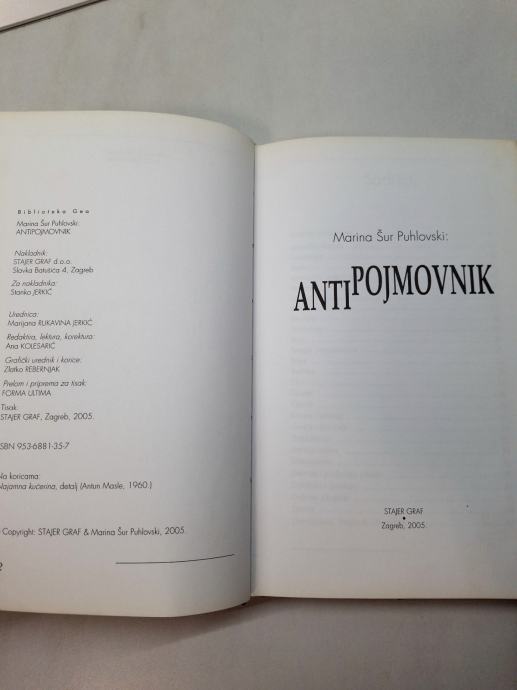 Biblioteka Gea
Marina Šur Puhlovski:
ANTIPOJMOVNIK
Nakladnik:
STAJER GRAF d.o.o.
Slavka Batušića 4, Zagreb
Za nakladnika:
Stanko JERKIĆ
Urednica:
Marijana RUKAVINA JERKIĆ
Redaktira, lektura, korektura:
Ana KOLESARIĆ
Grafički urednik i korice:
Zlatko REBERNJAK
Prelom i priprema za tisak:
FORMA ULTIMA
Tisak:
STAJER GRAF, Zagreb, 2005.
ISBN 953-6881-35-7
Na koricama:
Najamna kućerina, detalj (Antun Masle, 1960.)
Copyright: STAJER GRAF & Marina Šur Puhlovski, 2005.
2
Marina Šur Puhlovski:
ANTIPOJMOVNIK
STAJER GRAF
Zagreb, 2005.